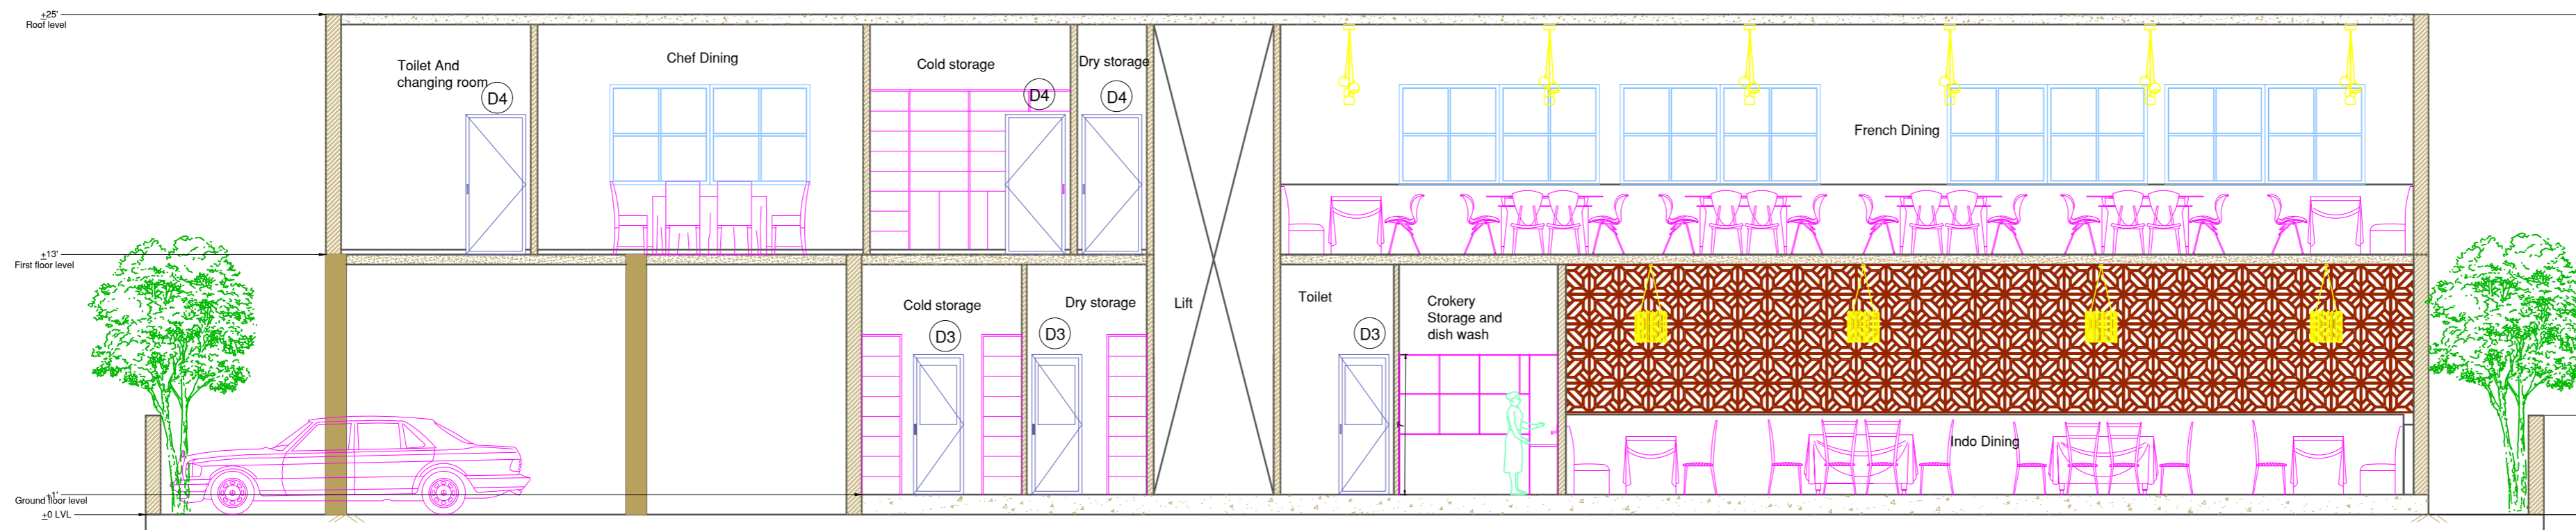 ±25'
Roof level
Toilet And
changing room
D4
Chef Dining
Cold storage
D4
Dry storage
D4
French Dining
±13'
First floor level
Cold storage
D3
Dry storage
D3
Lift
Toilet
D3
Crokery
Storage and
dish wash
Indo Dining
±1'
Ground floor level
±0 LVL